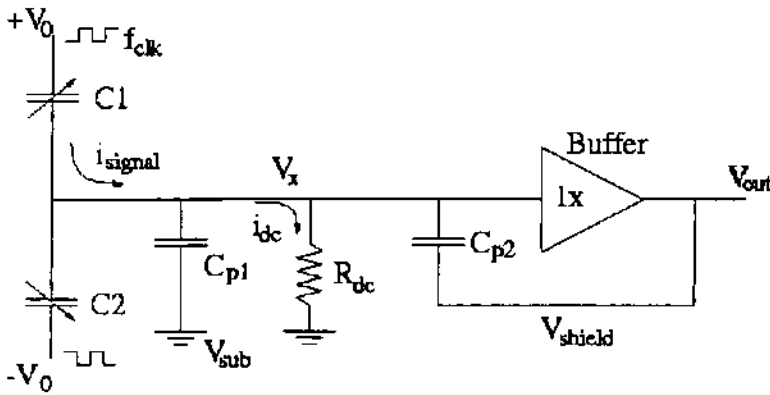 +V0
fclk
C1
isignal
Vx
Buffer
1x
Vout
idc
Cp1
Rdc
Cp2
C2
Vsub
Vshield
-V0